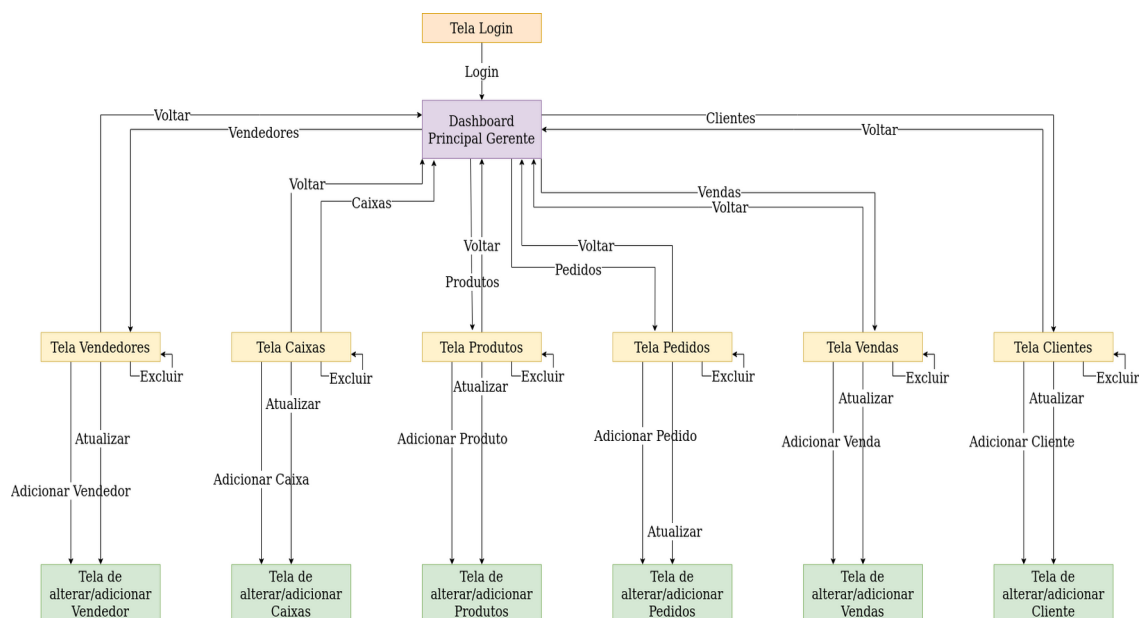 Tela Login
Login
Dashboard
Principal Gerente
Voltar
Clientes
Vendedores
Voltar
Voltar
Vendas
Caixas
Voltar
Voltar
Voltar
Pedidos
Produtos
Tela Vendedores
Tela Caixas
Tela Produtos
Tela Pedidos
Tela Vendas
Tela Clientes
Excluir
Excluir
Excluir
Excluir
Excluir
Excluir
Atualizar
Atualizar
Atualizar
Atualizar
Atualizar
Adicionar Produto
Adicionar Pedido
Adicionar Venda
Adicionar Cliente
Adicionar Caixa
Adicionar Vendedor
Atualizar
Tela de
alterar/adicionar
Vendedor
Tela de
alterar/adicionar
Caixas
Tela de
alterar/adicionar
Produtos
Tela de
alterar/adicionar
Pedidos
Tela de
alterar/adicionar
Vendas
Tela de
alterar/adicionar
Cliente